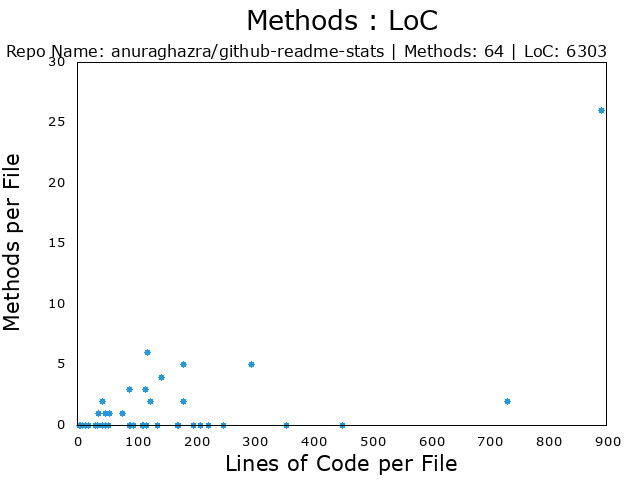 Methods : LoC
Repo Name: anuraghazra/github-readme-stats | Methods: 64 | LoC: 6303
30
25
20
15
10
5
0
Methods per File
0 100 200 300 400 500 600 700 800 900
Lines of Code per File